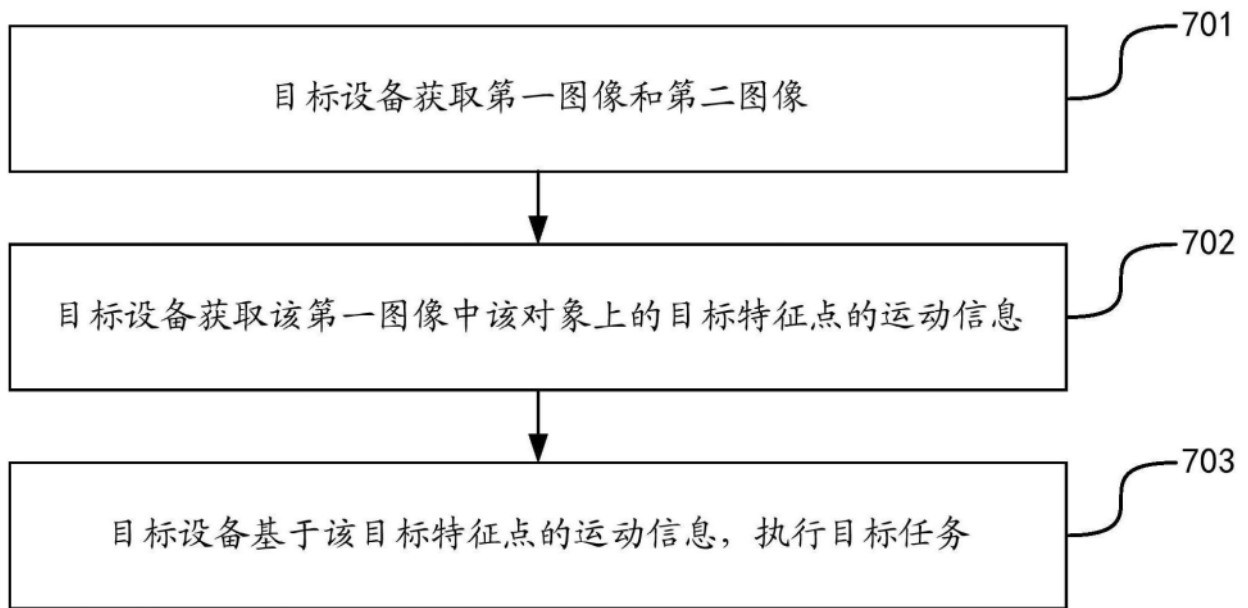 701
目标设备获取第一图像和第二图像
702
目标设备获取该第一图像中该对象上的目标特征点的运动信息
703
目标设备基于该目标特征点的运动信息，执行目标任务